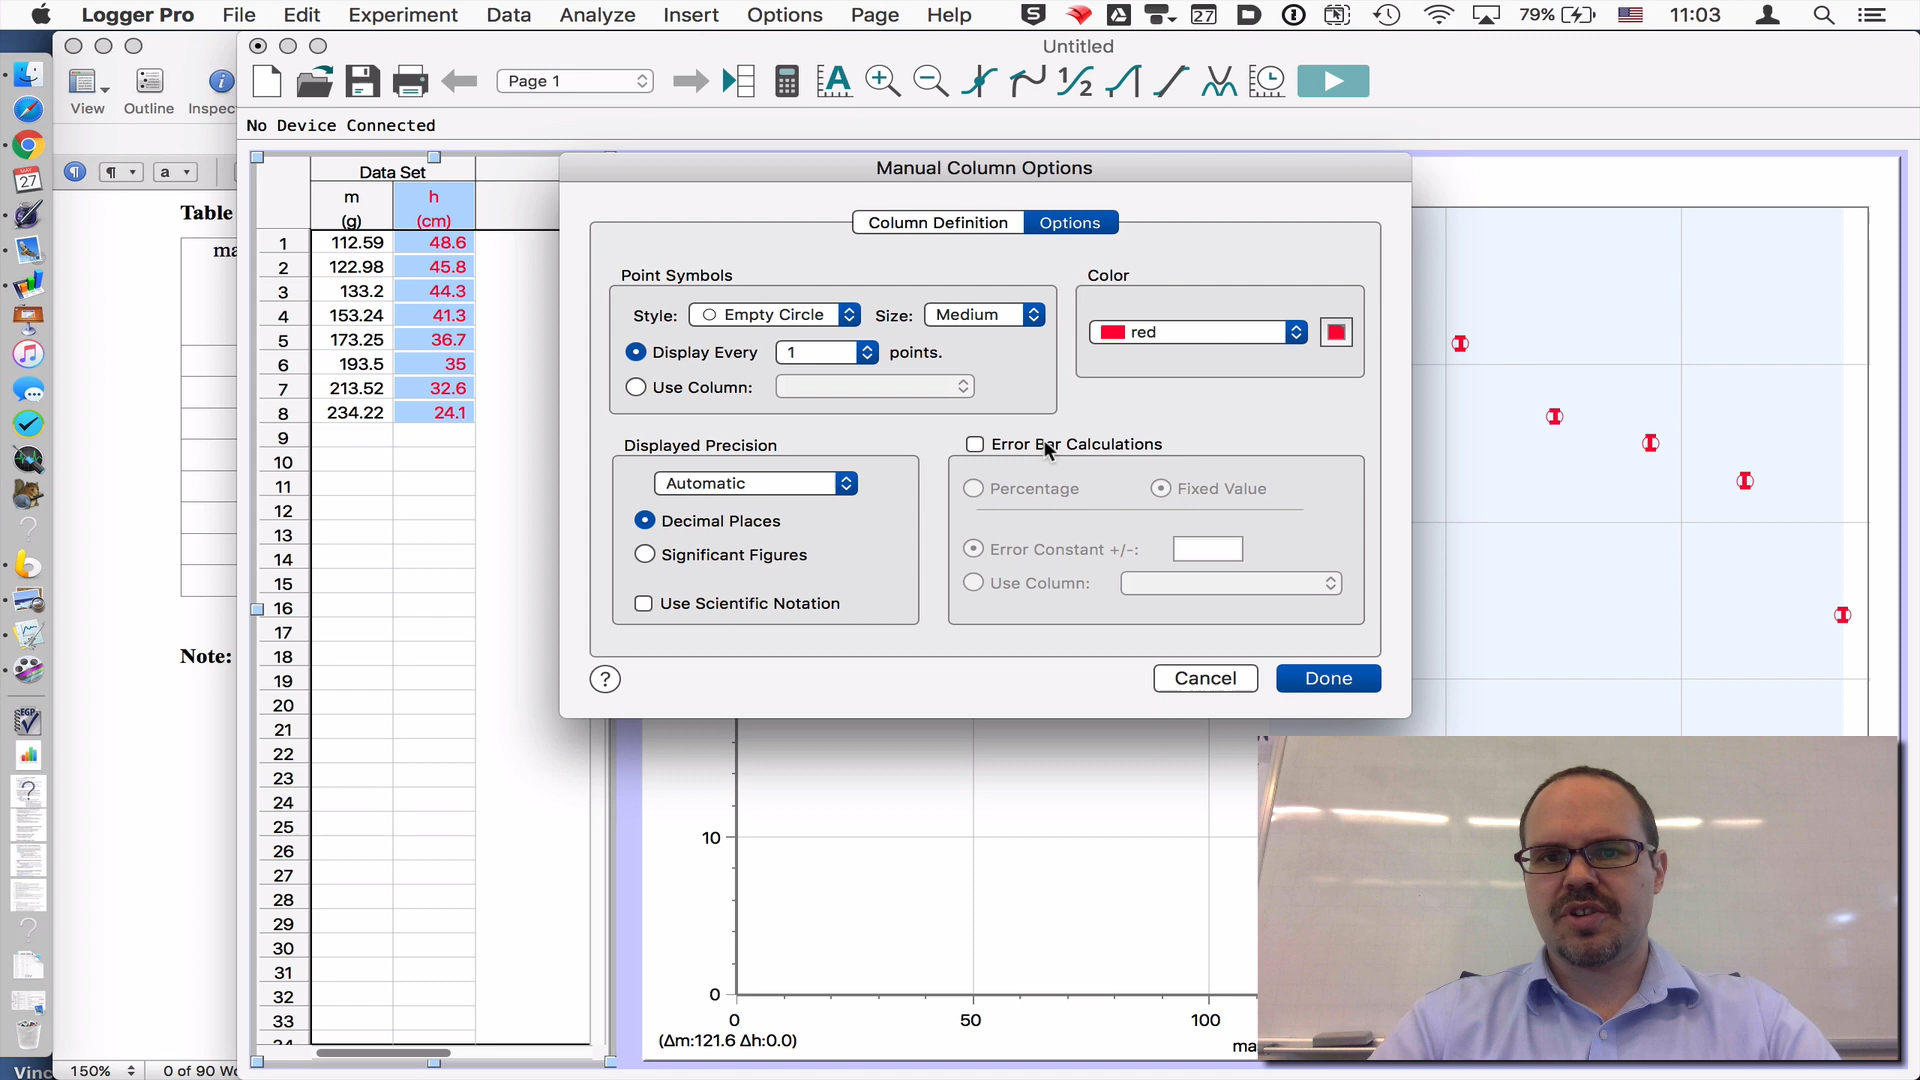 Logger Pro File Edit Experiment Data Analyze Insert Options Page Help 27 79% 11:03
Untitled
View Outline Inspec
Page 1
No Device Connected
Table
ma
Note:
150% 0 of 90 Wo
Vinc
Data Set
m h
(g) (cm)
1 112.59 48.6
2 122.98 45.8
3 133.2 44.3
4 153.24 41.3
5 173.25 36.7
6 193.5 35
7 213.52 32.6
8 234.22 24.1
9
10
11
12
13
14
15
16
17
18
19
20
21
22
23
24
25
26
27
28
29
30
31
32
33
Manual Column Options
Column Definition Options
Point Symbols
Style: Empty Circle Size: Medium
Display Every 1 points.
Use Column:
Color
red
Displayed Precision
Automatic
Decimal Places
Significant Figures
Use Scientific Notation
Error Bar Calculations
Percentage Fixed Value
Error Constant +/-:
Use Column:
? Cancel Done
10
0
0 50 100
(Δm:121.6 Δh:0.0) ma